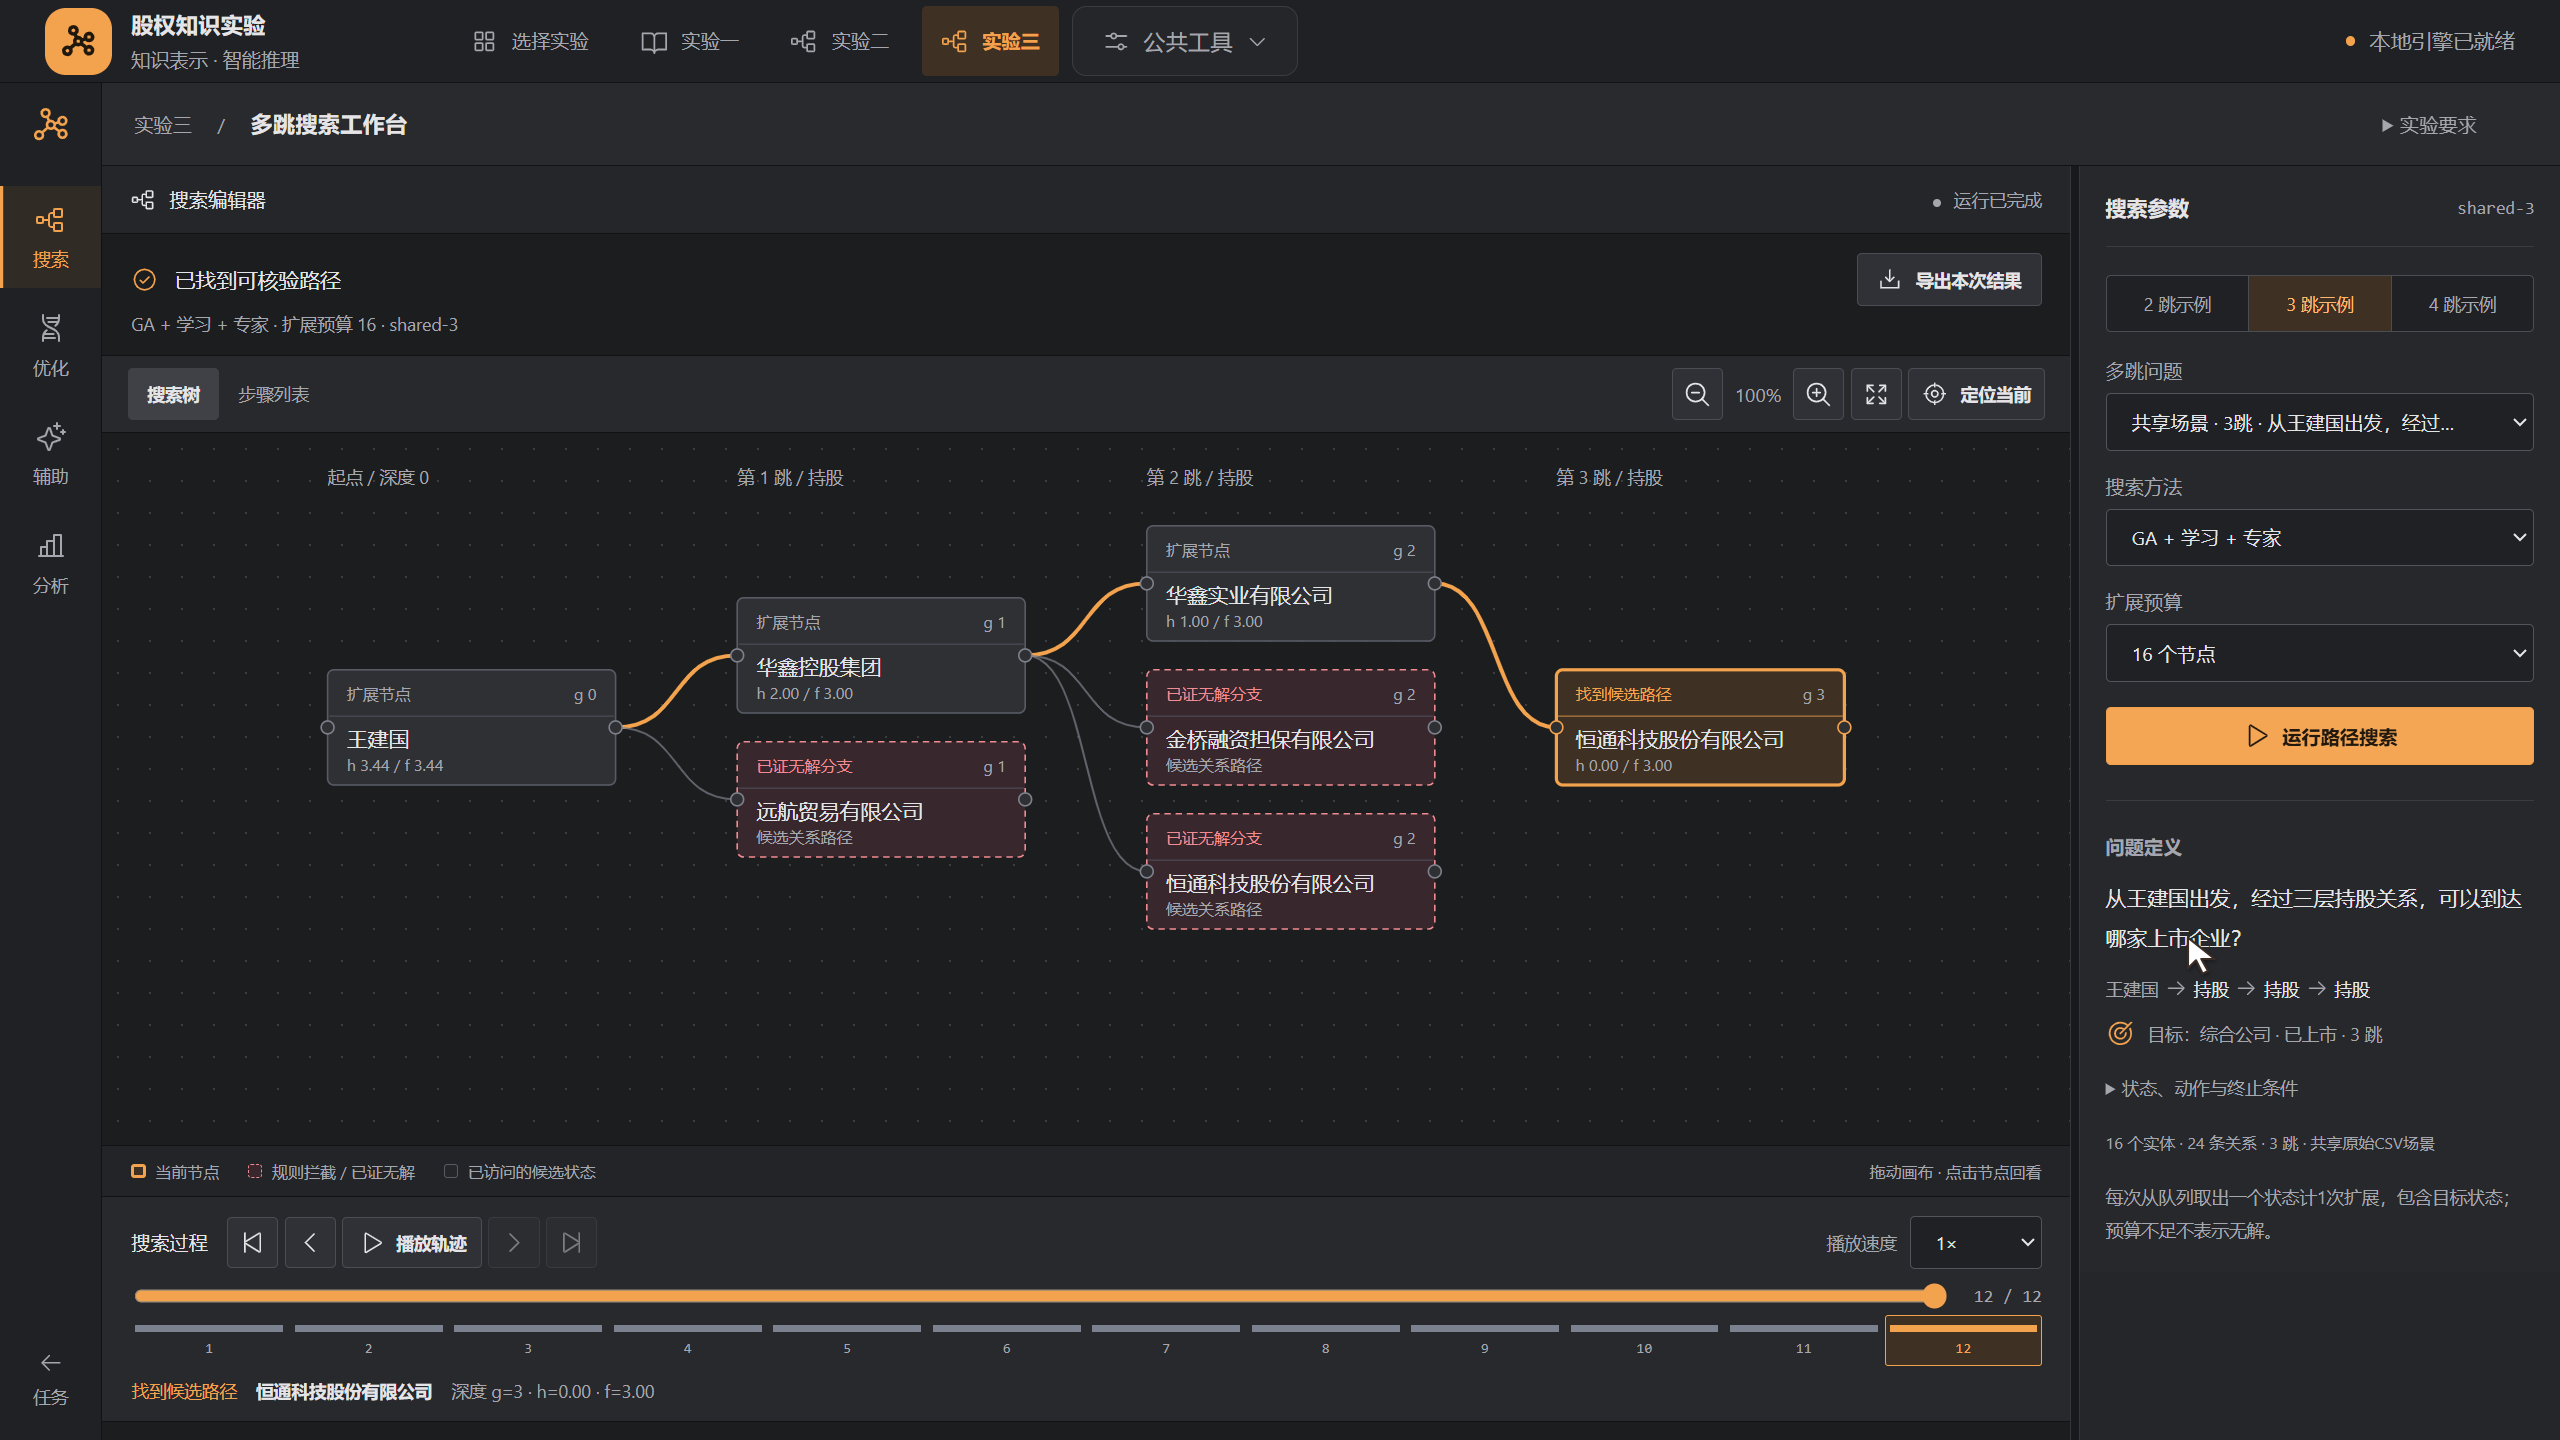 股权知识实验
知识表示 · 智能推理
选择实验
实验一
实验二
实验三
公共工具
本地引擎已就绪
实验三 / 多跳搜索工作台
实验要求
搜索
优化
辅助
分析
任务
搜索编辑器
运行已完成
已找到可核验路径
GA + 学习 + 专家 · 扩展预算 16 · shared-3
导出本次结果
搜索树
步骤列表
100%
定位当前
起点 / 深度 0
第 1 跳 / 持股
第 2 跳 / 持股
第 3 跳 / 持股
扩展节点 g 0
王建国
h 3.44 / f 3.44
扩展节点 g 1
华鑫控股集团
h 2.00 / f 3.00
已证无解分支 g 1
远航贸易有限公司
候选关系路径
扩展节点 g 2
华鑫实业有限公司
h 1.00 / f 3.00
已证无解分支 g 2
金桥融资担保有限公司
候选关系路径
已证无解分支 g 2
恒通科技股份有限公司
候选关系路径
找到候选路径 g 3
恒通科技股份有限公司
h 0.00 / f 3.00
当前节点
规则拦截 / 已证无解
已访问的候选状态
拖动画布 · 点击节点回看
搜索过程
播放轨迹
播放速度
1×
12 / 12
1 2 3 4 5 6 7 8 9 10 11 12
找到候选路径 恒通科技股份有限公司 深度 g=3 · h=0.00 · f=3.00
搜索参数
shared-3
2 跳示例
3 跳示例
4 跳示例
多跳问题
共享场景 · 3跳 · 从王建国出发，经过...
搜索方法
GA + 学习 + 专家
扩展预算
16 个节点
运行路径搜索
问题定义
从王建国出发，经过三层持股关系，可以到达
哪家上市企业？
王建国 → 持股 → 持股 → 持股
目标：综合公司 · 已上市 · 3 跳
状态、动作与终止条件
16 个实体 · 24 条关系 · 3 跳 · 共享原始CSV场景
每次从队列取出一个状态计1次扩展，包含目标状态；
预算不足不表示无解。